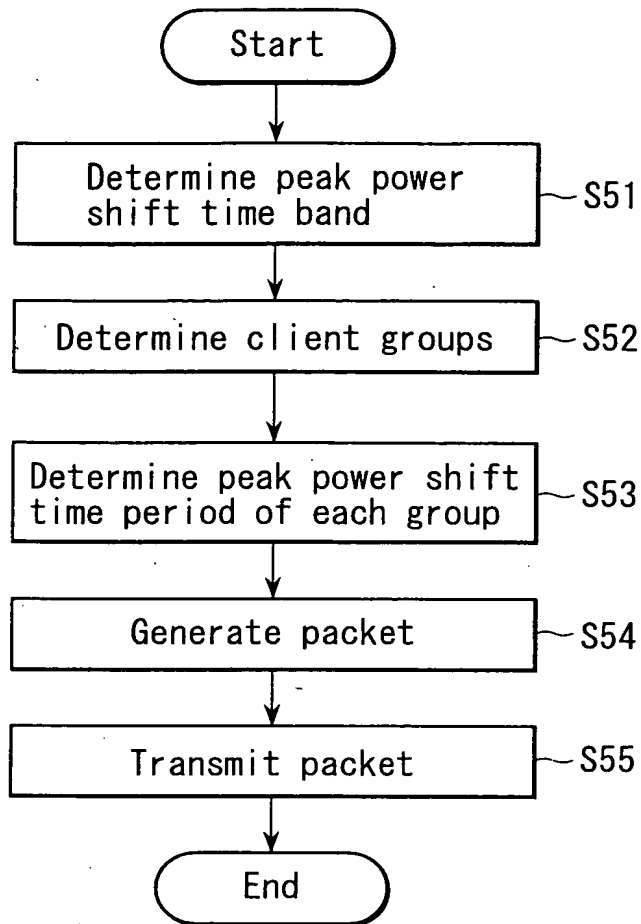 Start
Determine peak power
shift time band
S51
Determine client groups
S52
Determine peak power shift
time period of each group
S53
Generate packet
S54
Transmit packet
S55
End